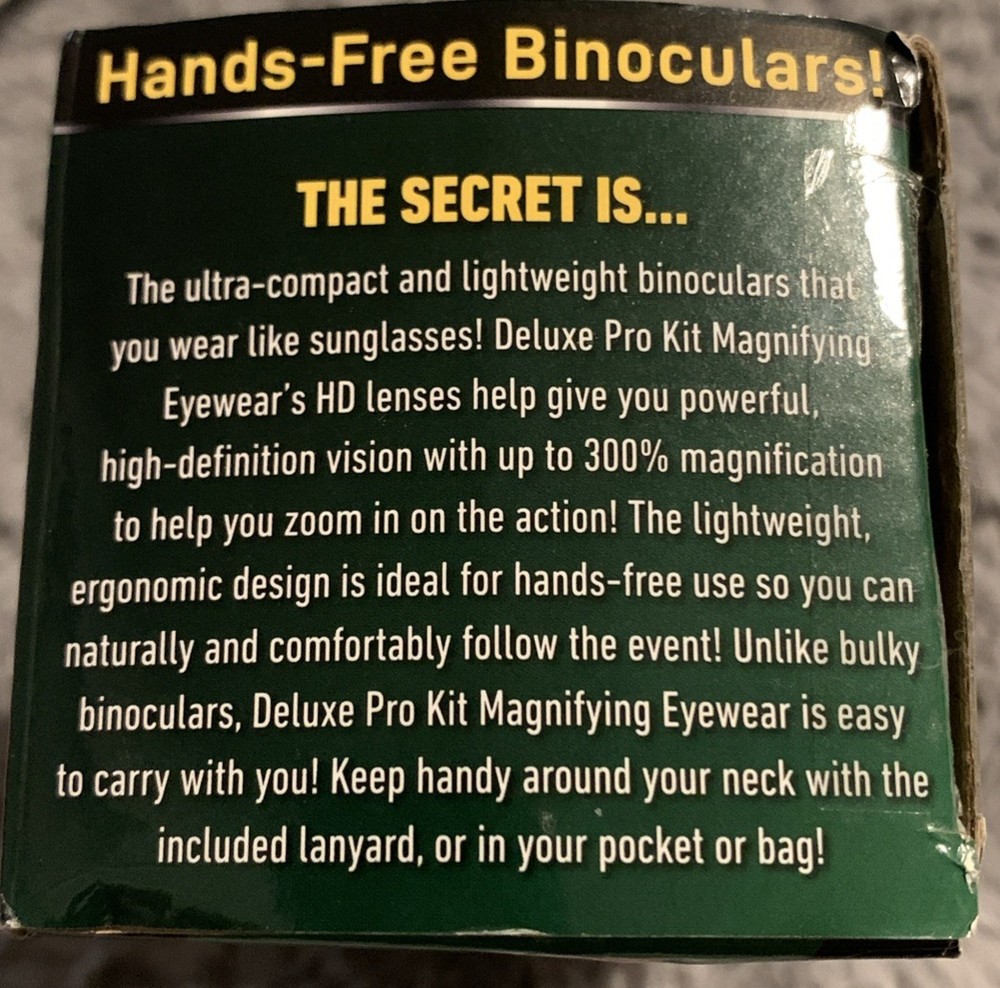 Hands-Free Binoculars!
THE SECRET IS...
The ultra-compact and lightweight binoculars that
you wear like sunglasses! Deluxe Pro Kit Magnifying
Eyewear's HD lenses help give you powerful,
high-definition vision with up to 300% magnification
to help you zoom in on the action! The lightweight,
ergonomic design is ideal for hands-free use so you can
naturally and comfortably follow the event! Unlike bulky
binoculars, Deluxe Pro Kit Magnifying Eyewear is easy
to carry with you! Keep handy around your neck with the
included lanyard, or in your pocket or bag!